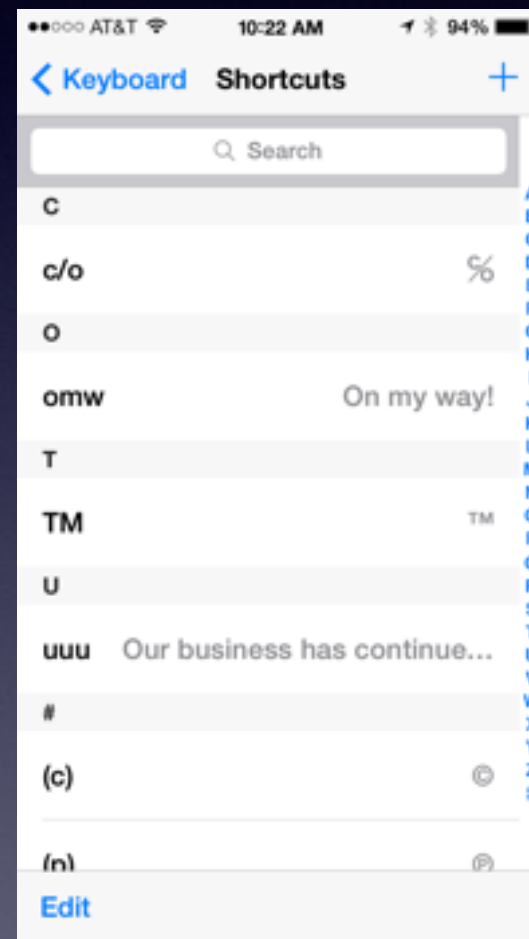 AT&T 10:22 AM 94%
Keyboard Shortcuts +
Search
C
c/o ℅
O
omw On my way!
T
TM ™
U
uuu Our business has continue...
#
(c) ©
(p) ℗
Edit